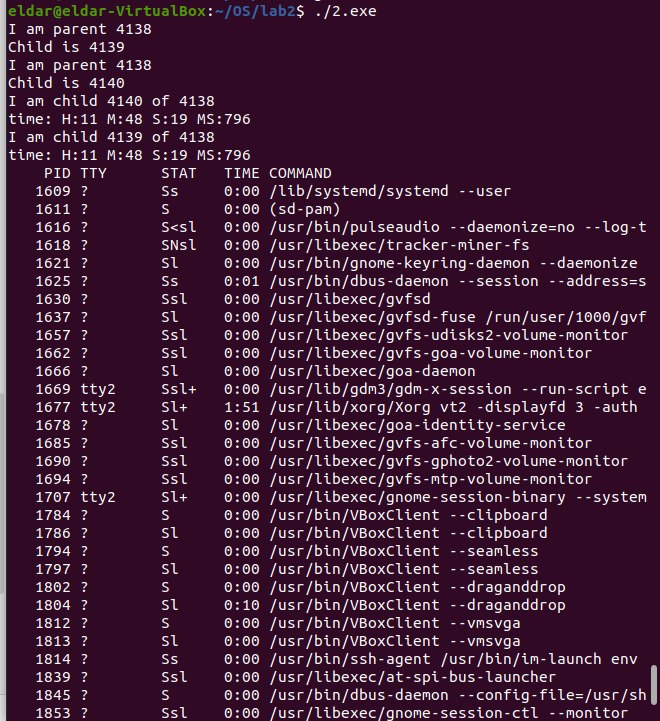 eldar@eldar-VirtualBox:~/OS/lab2$ ./2.exe
I am parent 4138
Child is 4139
I am parent 4138
Child is 4140
I am child 4140 of 4138
time: H:11 M:48 S:19 MS:796
I am child 4139 of 4138
time: H:11 M:48 S:19 MS:796
    PID TTY      STAT   TIME COMMAND
   1609 ?        Ss     0:00 /lib/systemd/systemd --user
   1611 ?        S      0:00 (sd-pam)
   1616 ?        S<sl   0:00 /usr/bin/pulseaudio --daemonize=no --log-t
   1618 ?        SNsl   0:00 /usr/libexec/tracker-miner-fs
   1621 ?        Sl     0:00 /usr/bin/gnome-keyring-daemon --daemonize
   1625 ?        Ss     0:01 /usr/bin/dbus-daemon --session --address=s
   1630 ?        Ssl    0:00 /usr/libexec/gvfsd
   1637 ?        Sl     0:00 /usr/libexec/gvfsd-fuse /run/user/1000/gvf
   1657 ?        Ssl    0:00 /usr/libexec/gvfs-udisks2-volume-monitor
   1662 ?        Ssl    0:00 /usr/libexec/gvfs-goa-volume-monitor
   1666 ?        Sl     0:00 /usr/libexec/goa-daemon
   1669 tty2     Ssl+   0:00 /usr/lib/gdm3/gdm-x-session --run-script e
   1677 tty2     Sl+    1:51 /usr/lib/xorg/Xorg vt2 -displayfd 3 -auth
   1678 ?        Sl     0:00 /usr/libexec/goa-identity-service
   1685 ?        Ssl    0:00 /usr/libexec/gvfs-afc-volume-monitor
   1690 ?        Ssl    0:00 /usr/libexec/gvfs-gphoto2-volume-monitor
   1694 ?        Ssl    0:00 /usr/libexec/gvfs-mtp-volume-monitor
   1707 tty2     Sl+    0:00 /usr/libexec/gnome-session-binary --system
   1784 ?        S      0:00 /usr/bin/VBoxClient --clipboard
   1786 ?        Sl     0:00 /usr/bin/VBoxClient --clipboard
   1794 ?        S      0:00 /usr/bin/VBoxClient --seamless
   1797 ?        Sl     0:00 /usr/bin/VBoxClient --seamless
   1802 ?        S      0:00 /usr/bin/VBoxClient --draganddrop
   1804 ?        Sl     0:10 /usr/bin/VBoxClient --draganddrop
   1812 ?        S      0:00 /usr/bin/VBoxClient --vmsvga
   1813 ?        Sl     0:00 /usr/bin/VBoxClient --vmsvga
   1814 ?        Ss     0:00 /usr/bin/ssh-agent /usr/bin/im-launch env
   1839 ?        Ssl    0:00 /usr/libexec/at-spi-bus-launcher
   1845 ?        S      0:00 /usr/bin/dbus-daemon --config-file=/usr/sh
   1853 ?        Ssl    0:00 /usr/libexec/gnome-session-ctl --monitor